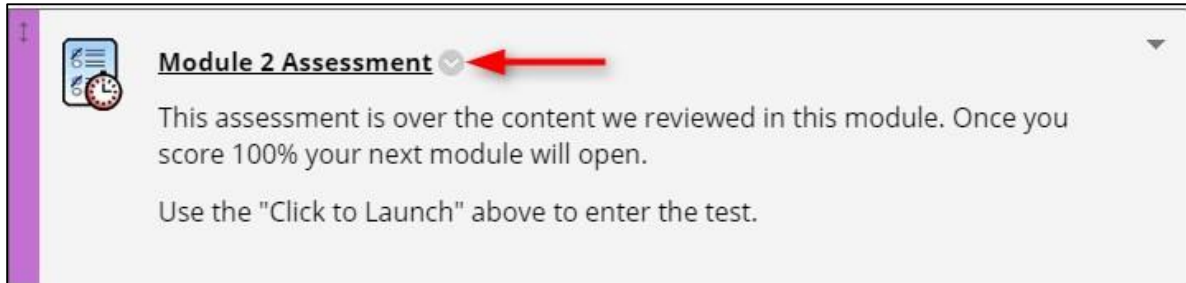 Module 2 Assessment
This assessment is over the content we reviewed in this module. Once you
score 100% your next module will open.
Use the "Click to Launch" above to enter the test.